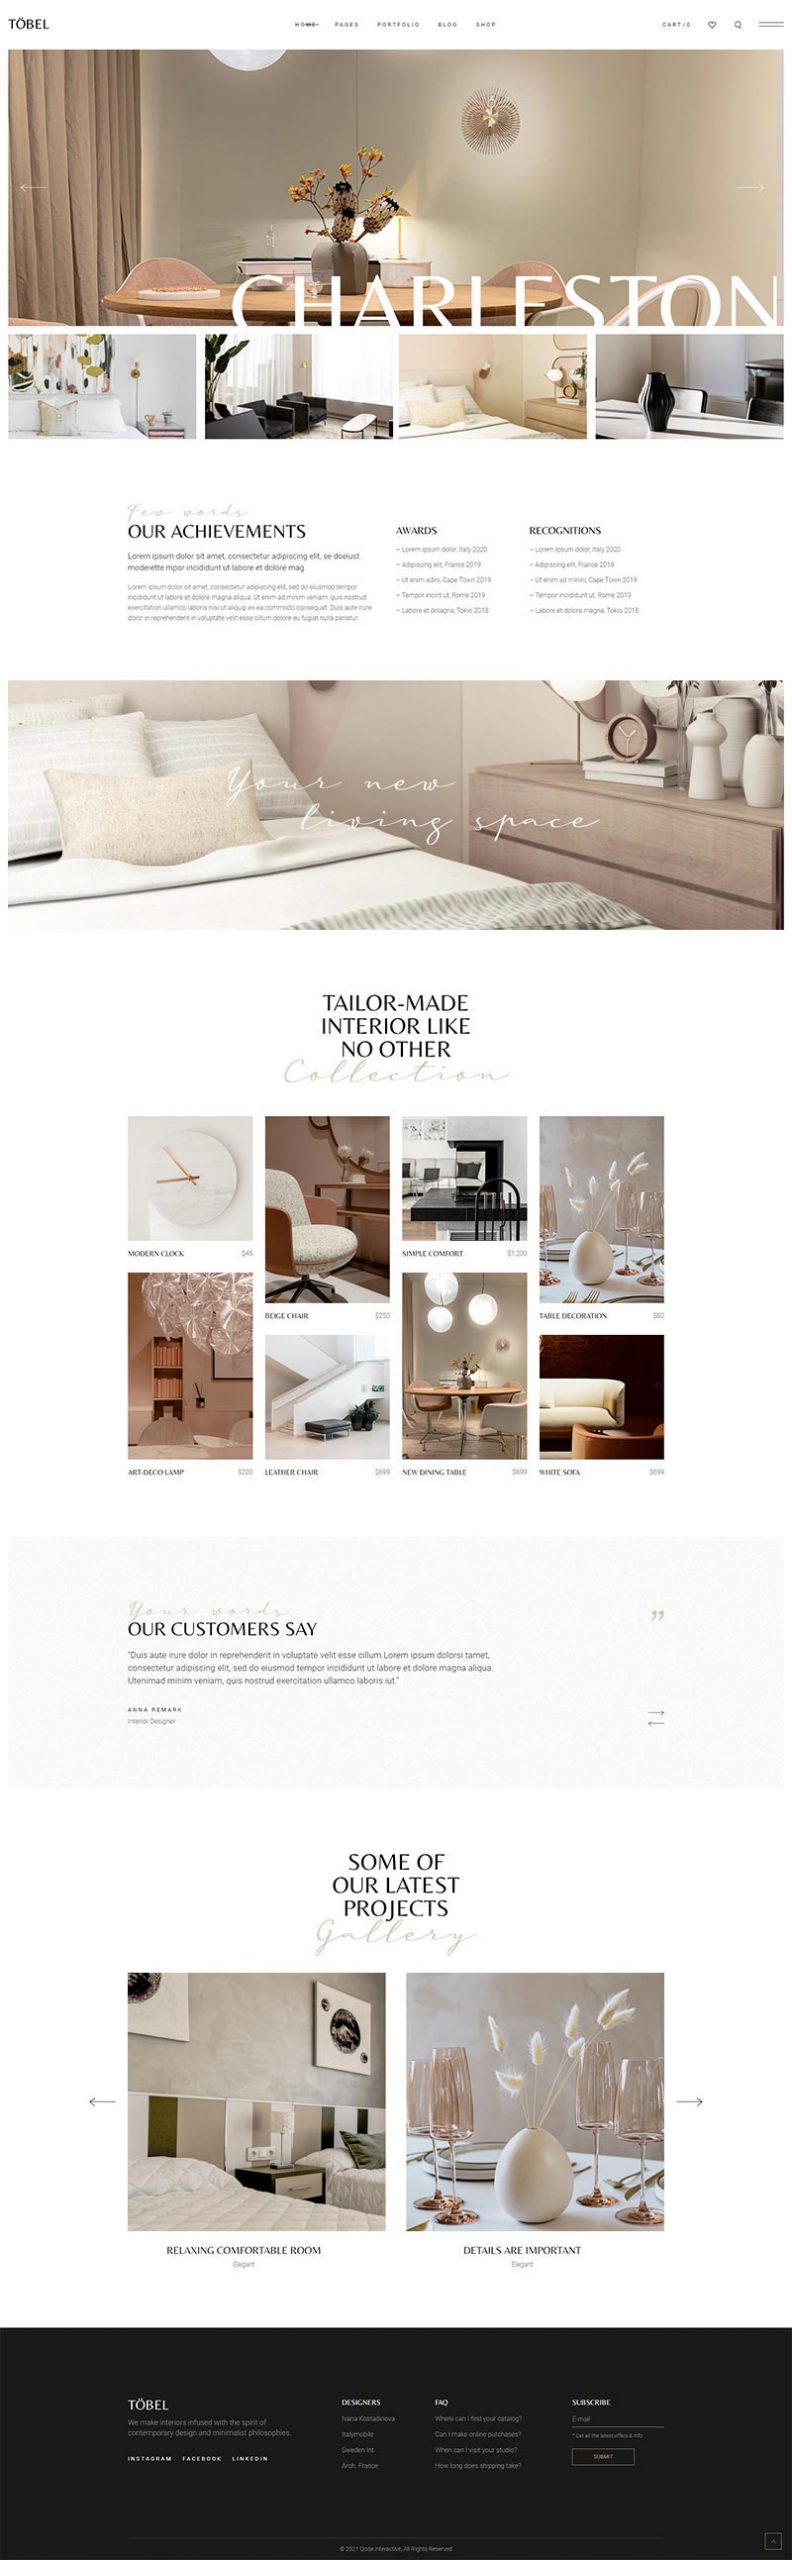 TÖBEL
HOME PAGES PORTFOLIO BLOG SHOP
CART/0
CHARLESTON
Few words
OUR ACHIEVEMENTS
Lorem ipsum dolor sit amet, consectetur adipiscing elit, se doeiust
moderette mpor incididunt ut labore et dolore mag.
Lorem ipsum dolor sit amet, consectetur adipiscing elit, sed do eiusmod tempor
incididunt ut labore et dolore magna aliqua. Ut enim ad minim veniam, quis nostrud
exercitation ullamco laboris nisi ut aliquip ex ea commodo consequat. Duis aute irure
dolor in reprehenderit in voluptate velit esse cillum dolore eu fugiat nulla pariatur.
AWARDS
– Lorem ipsum dolor, Italy 2020
– Adipiscing elit, France 2019
– Ut enim adini, Cape Town 2019
– Tempor incint ut, Rome 2019
– Labore et dolagna, Tokio 2018
RECOGNITIONS
– Lorem ipsum dolor, Italy 2020
– Adipiscing elit, France 2019
– Ut enim ad minini, Cape Town 2019
– Tempor incididunt ut, Rome 2019
– Labore et dolore magna, Tokio 2018
Your new
living space
TAILOR-MADE
INTERIOR LIKE
NO OTHER
Collection
MODERN CLOCK $45
SIMPLE COMFORT $1,200
BEIGE CHAIR $250
TABLE DECORATION $80
ART-DECO LAMP $220
LEATHER CHAIR $699
NEW DINING TABLE $699
WHITE SOFA $699
Your words
OUR CUSTOMERS SAY
"Duis aute irure dolor in reprehenderit in voluptate velit esse cillum.Lorem ipsum dolorsi tamet,
consectetur adipiscing elit, sed do eiusmod tempor incididunt ut labore et dolore magna aliqua.
Utenimad minim veniam, quis nostrud exercitation ullamco laboris iut."
ANNA REMARK
Interior Designer
SOME OF
OUR LATEST
PROJECTS
Gallery
RELAXING COMFORTABLE ROOM
Elegant
DETAILS ARE IMPORTANT
Elegant
TÖBEL
We make interiors infused with the spirit of
contemporary design and minimalist philosophies.
INSTAGRAM FACEBOOK LINKEDIN
DESIGNERS
Ivana Kostadinova
Italymobile
Sweden Int.
Arch. France
FAQ
Where can I find your catalog?
Can I make online purchases?
When can I visit your studio?
How long does shipping take?
SUBSCRIBE
E-mail
* Get all the latest offers & info
SUBMIT
© 2021 Qode Interactive, All Rights Reserved